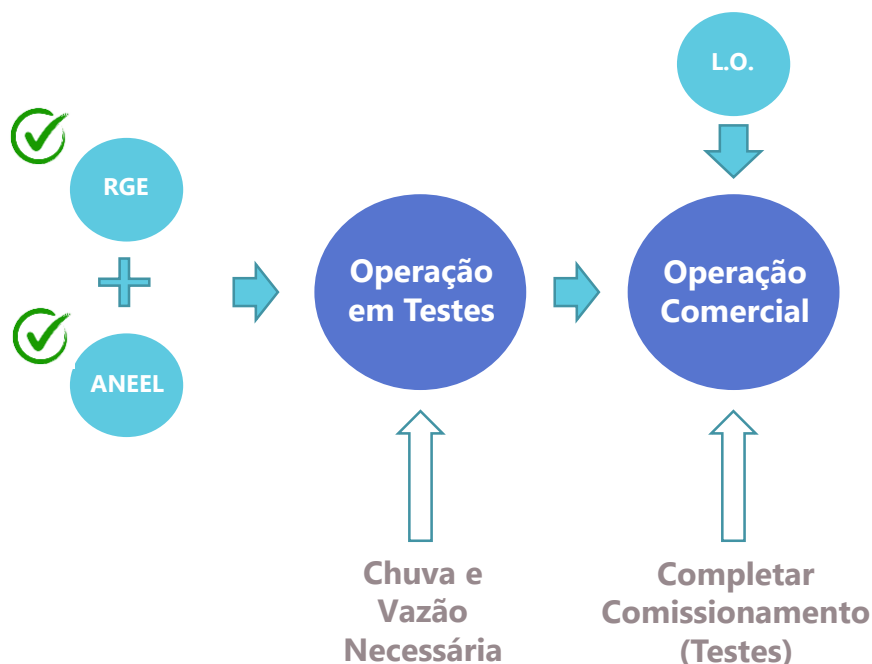 L.O.
RGE
ANEEL
Operação
em Testes
Operação
Comercial
Chuva e
Vazão
Necessária
Completar
Comissionamento
(Testes)